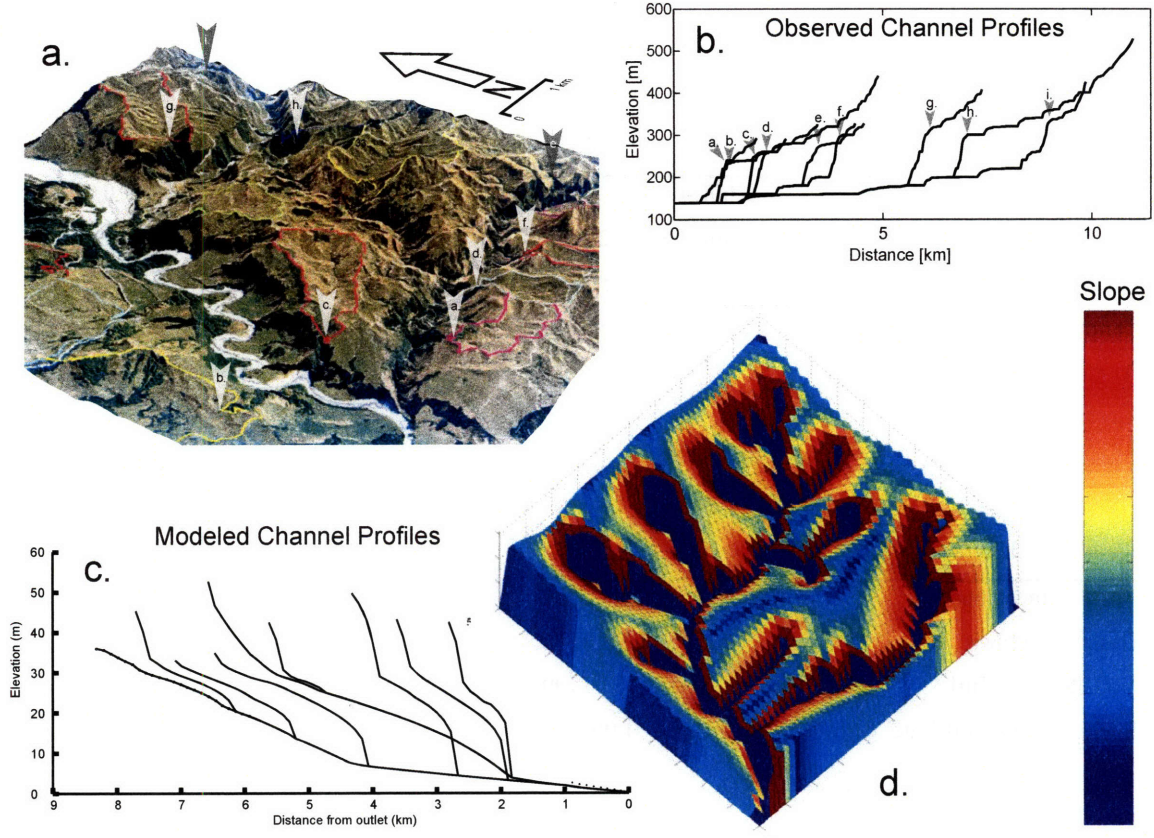 a.
N
1 km
0
i.
g.
h.
e.
f.
d.
c.
a.
b.
b.
Observed Channel Profiles
Elevation [m]
600
500
400
300
200
100
a.
b.
c.
d.
e.
f.
g.
h.
i.
0
5
10
Distance [km]
Slope
Modeled Channel Profiles
c.
Elevation (m)
60
50
40
30
20
10
0
9
8
7
6
5
4
3
2
1
0
Distance from outlet (km)
d.